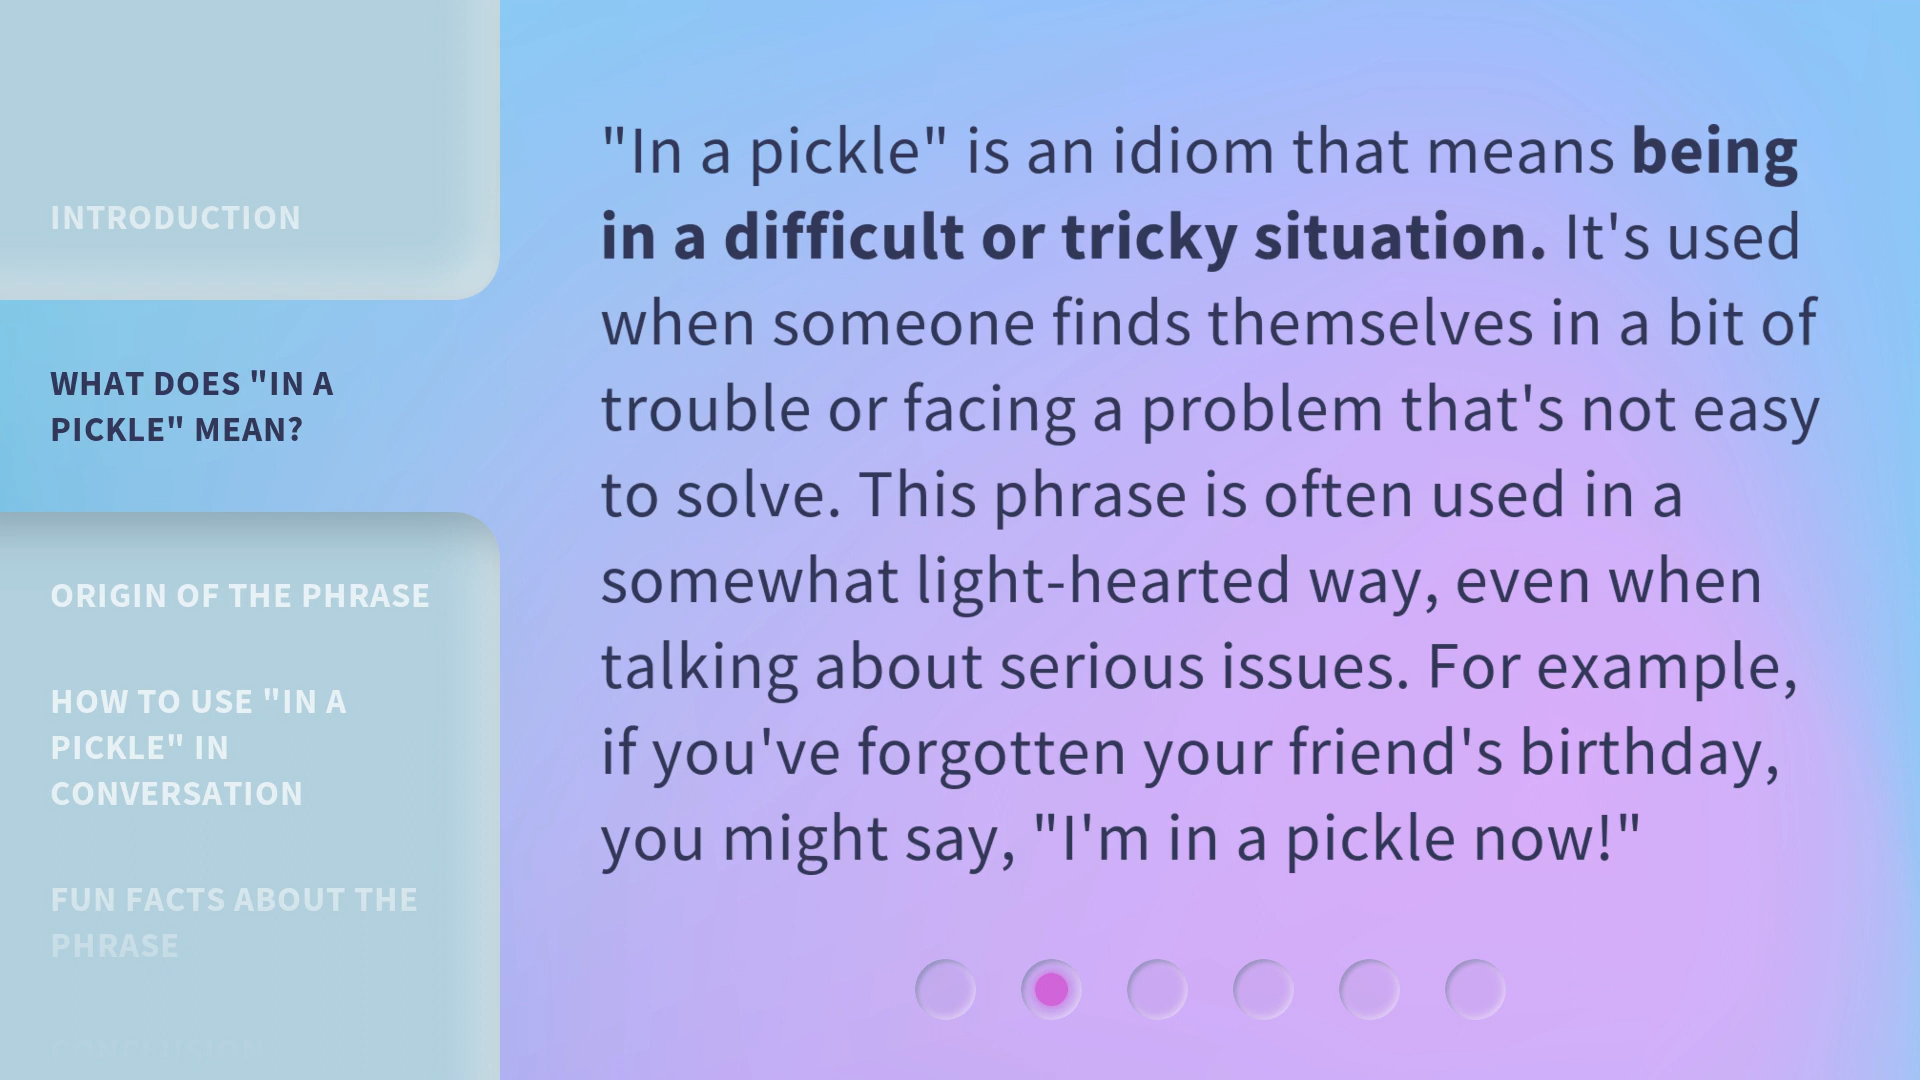 INTRODUCTION
WHAT DOES "IN A
PICKLE" MEAN?
ORIGIN OF THE PHRASE
HOW TO USE "IN A
PICKLE" IN
CONVERSATION
FUN FACTS ABOUT THE
PHRASE
CONCLUSION
"In a pickle" is an idiom that means being
in a difficult or tricky situation. It's used
when someone finds themselves in a bit of
trouble or facing a problem that's not easy
to solve. This phrase is often used in a
somewhat light-hearted way, even when
talking about serious issues. For example,
if you've forgotten your friend's birthday,
you might say, "I'm in a pickle now!"